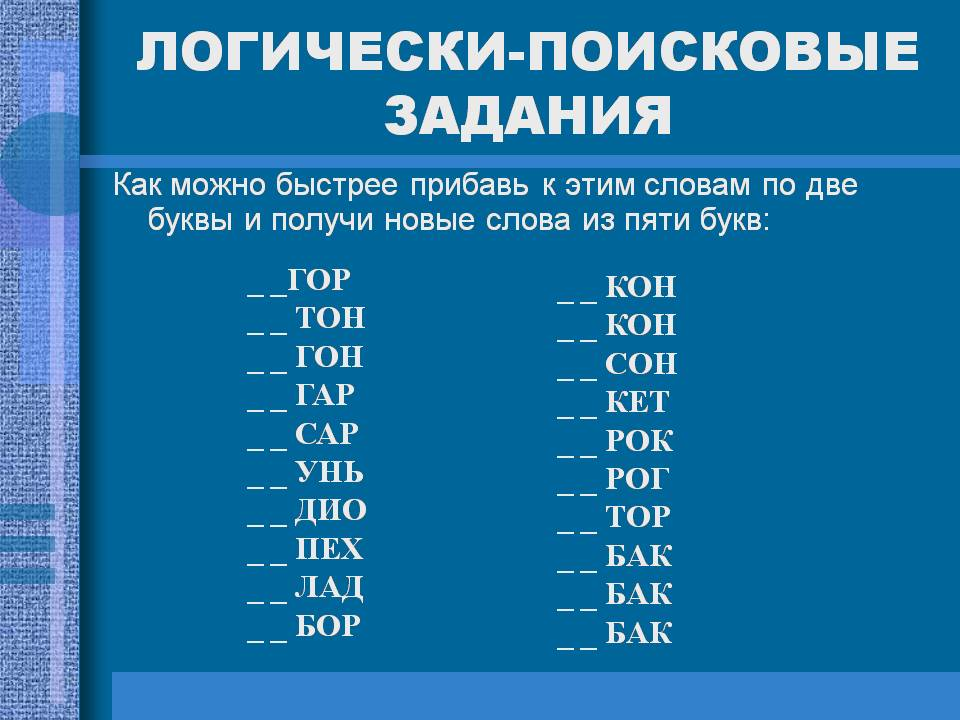 ЛОГИЧЕСКИ-ПОИСКОВЫЕ
ЗАДАНИЯ
Как можно быстрее прибавь к этим словам по две
буквы и получи новые слова из пяти букв:
_ _ГОР
_ _ ТОН
_ _ ГОН
_ _ ГАР
_ _ САР
_ _ УНЬ
_ _ ДИО
_ _ ПЕХ
_ _ ЛАД
_ _ БОР
_ _ КОН
_ _ КОН
_ _ СОН
_ _ КЕТ
_ _ РОК
_ _ РОГ
_ _ ТОР
_ _ БАК
_ _ БАК
_ _ БАК